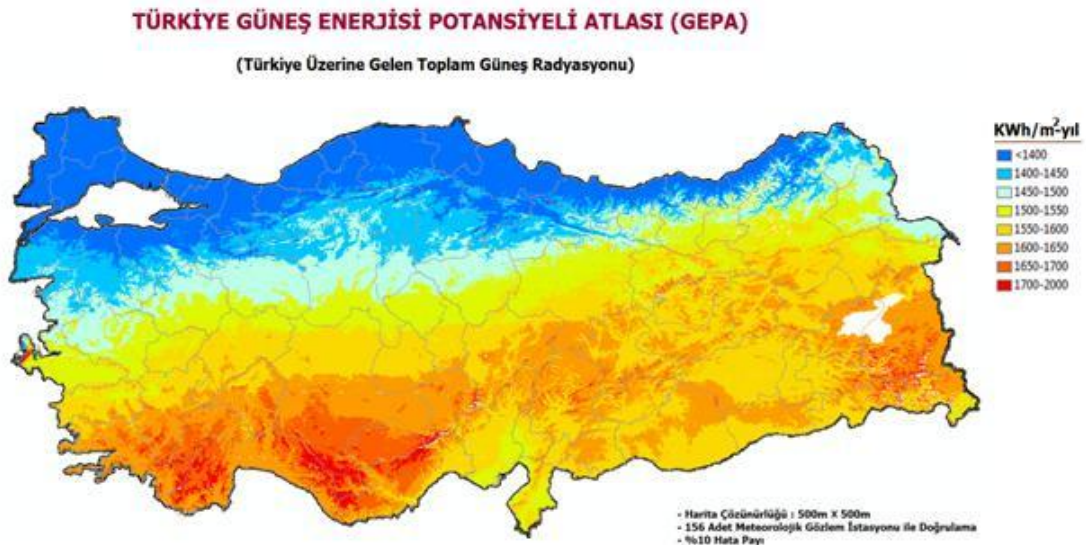 TÜRKİYE GÜNEŞ ENERJİSİ POTANSİYELİ ATLASI (GEPA)
(Türkiye Üzerine Gelen Toplam Güneş Radyasyonu)
KWh/m²-yıl
<1400
1400-1450
1450-1500
1500-1550
1550-1600
1600-1650
1650-1700
1700-2000
- Harita Çözünürlüğü : 500m X 500m
- 156 Adet Meteorolojik Gözlem İstasyonu ile Doğrulama
- %10 Hata Payı